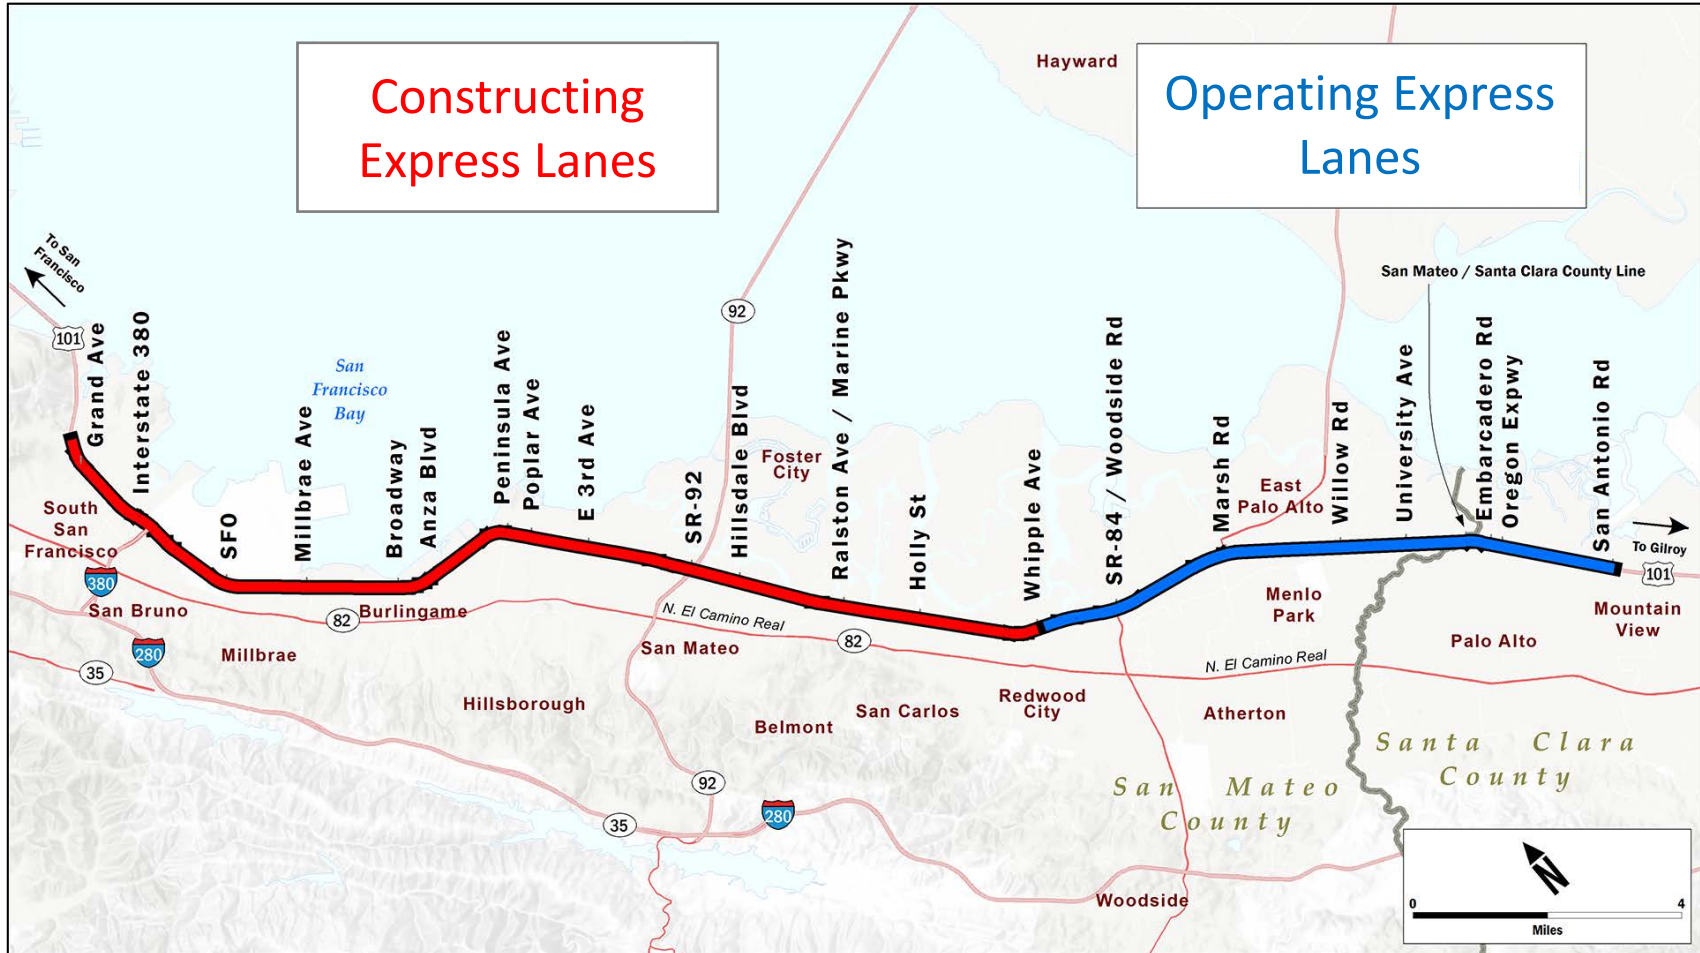 Constructing
Express Lanes
Operating Express
Lanes
Hayward
To San
Francisco
101
Grand Ave
Interstate 380
SFO
Millbrae Ave
San
Francisco
Bay
Broadway
Anza Blvd
Peninsula Ave
Poplar Ave
E 3rd Ave
SR-92
92
Hillsdale Blvd
Foster
City
Ralston Ave / Marine Pkwy
Holly St
Whipple Ave
SR-84 / Woodside Rd
Marsh Rd
East
Palo Alto
Willow Rd
University Ave
San Mateo / Santa Clara County Line
Embarcadero Rd
Oregon Expwy
San Antonio Rd
To Gilroy
101
South
San
Francisco
380
San Bruno
280
35
Millbrae
82
Burlingame
Hillsborough
N. El Camino Real
82
San Mateo
Belmont
San Carlos
Redwood
City
Menlo
Park
N. El Camino Real
Atherton
Palo Alto
Mountain
View
Santa Clara
County
San Mateo
County
92
35
280
Woodside
N
0
4
Miles